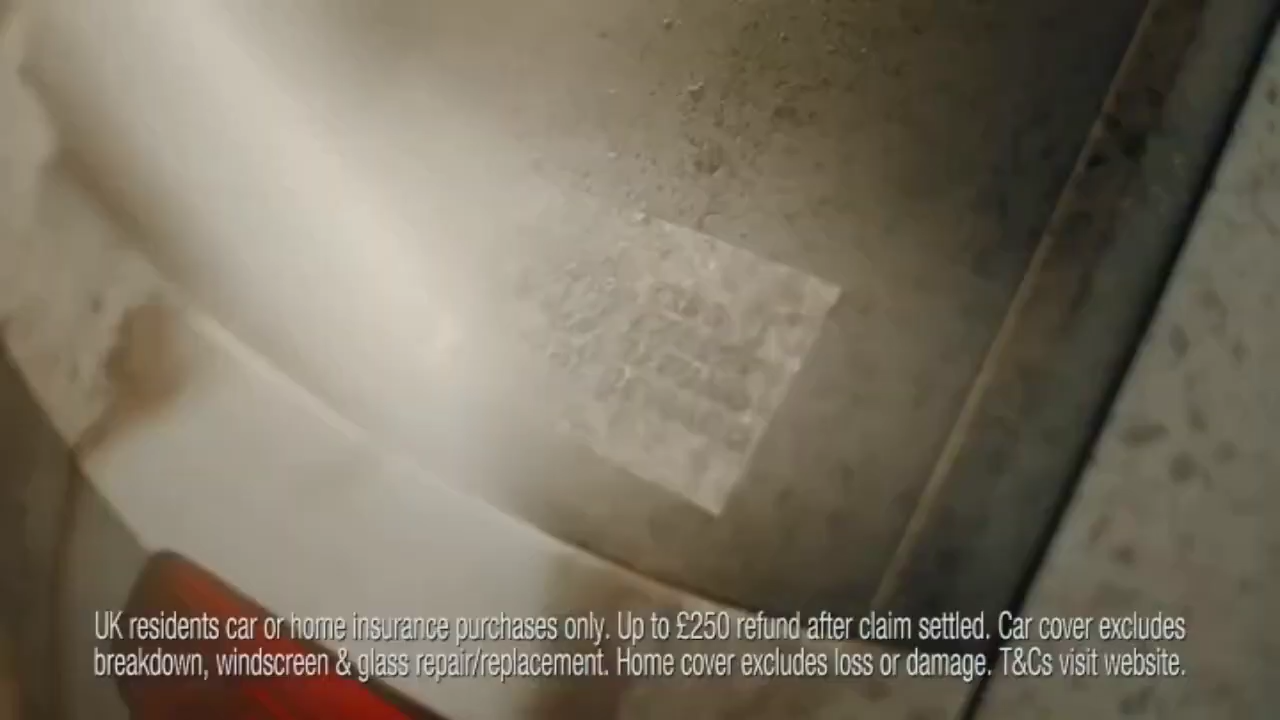 UK residents car or home insurance purchases only. Up to £250 refund after claim settled. Car cover excludes
breakdown, windscreen & glass repair/replacement. Home cover excludes loss or damage. T&Cs visit website.